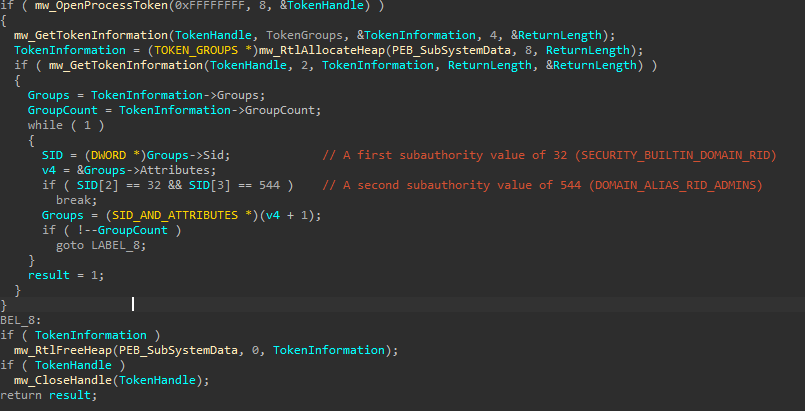 if ( mw_OpenProcessToken(0xFFFFFFFF, 8, &TokenHandle) )
{
mw_GetTokenInformation(TokenHandle, TokenGroups, &TokenInformation, 4, &ReturnLength);
TokenInformation = (TOKEN_GROUPS *)mw_RtlAllocateHeap(PEB_SubSystemData, 8, ReturnLength);
if ( mw_GetTokenInformation(TokenHandle, 2, TokenInformation, ReturnLength, &ReturnLength) )
{
Groups = TokenInformation->Groups;
GroupCount = TokenInformation->GroupCount;
while ( 1 )
{
SID = (DWORD *)Groups->Sid; // A first subauthority value of 32 (SECURITY_BUILTIN_DOMAIN_RID)
v4 = &Groups->Attributes;
if ( SID[2] == 32 && SID[3] == 544 ) // A second subauthority value of 544 (DOMAIN_ALIAS_RID_ADMINS)
break;
Groups = (SID_AND_ATTRIBUTES *)(v4 + 1);
if ( !--GroupCount )
goto LABEL_8;
}
result = 1;
}
}
BEL_8:
if ( TokenInformation )
mw_RtlFreeHeap(PEB_SubSystemData, 0, TokenInformation);
if ( TokenHandle )
mw_CloseHandle(TokenHandle);
return result;